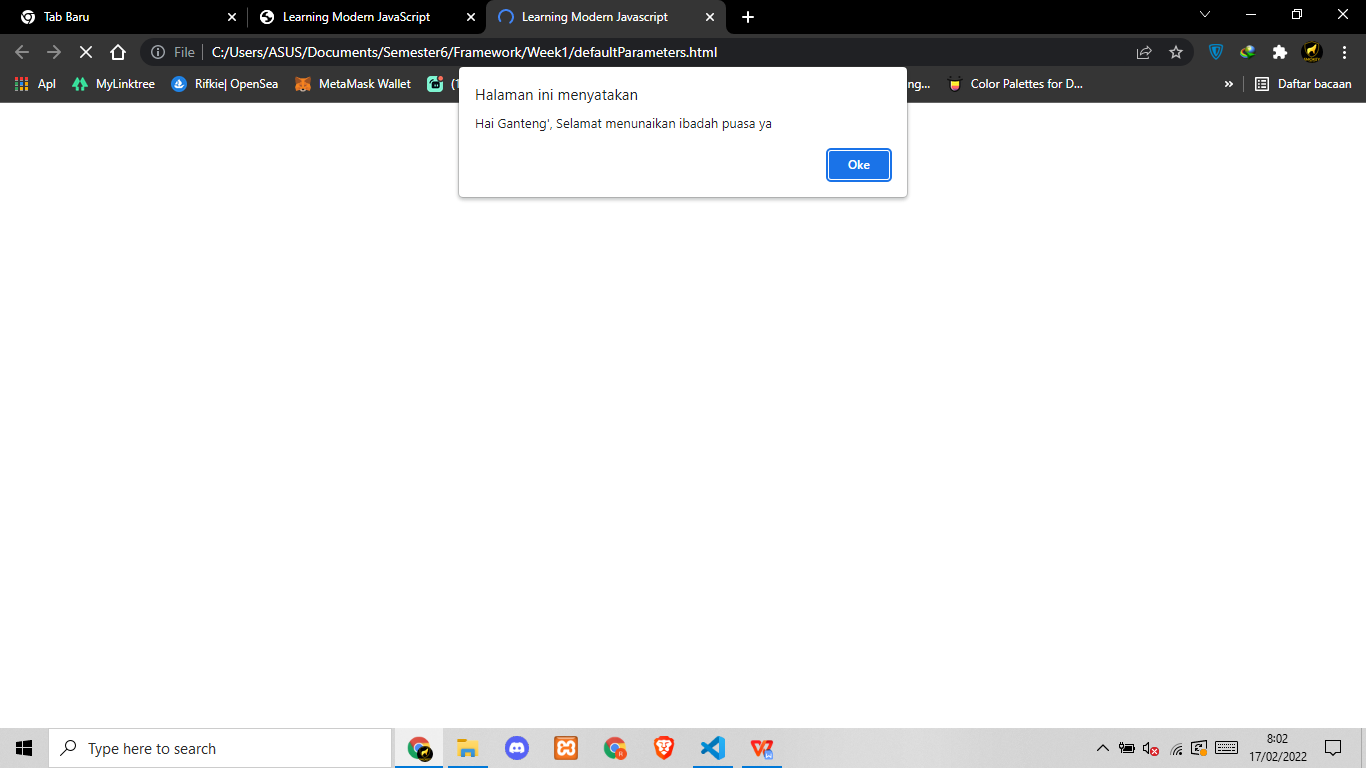 Tab Baru
Learning Modern JavaScript
Learning Modern Javascript
File C:/Users/ASUS/Documents/Semester6/Framework/Week1/defaultParameters.html
Apl MyLinktree Rifkie| OpenSea MetaMask Wallet (1 ng... Color Palettes for D... » Daftar bacaan
Halaman ini menyatakan
Hai Ganteng', Selamat menunaikan ibadah puasa ya
Oke
Type here to search
8:02
17/02/2022